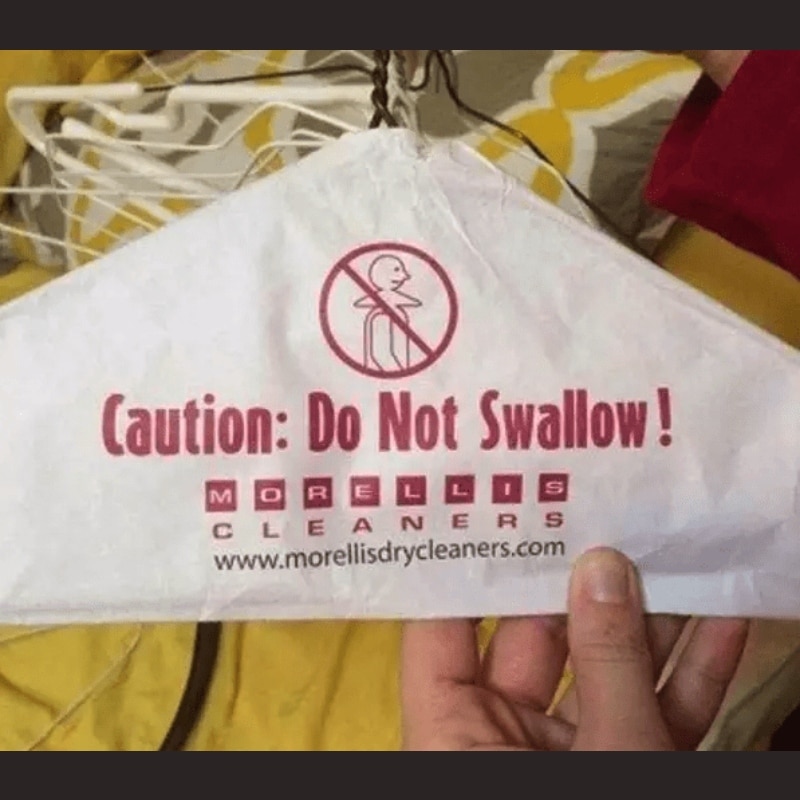 Caution: Do Not Swallow!
MORELLIS
CLEANERS
www.morellisdrycleaners.com